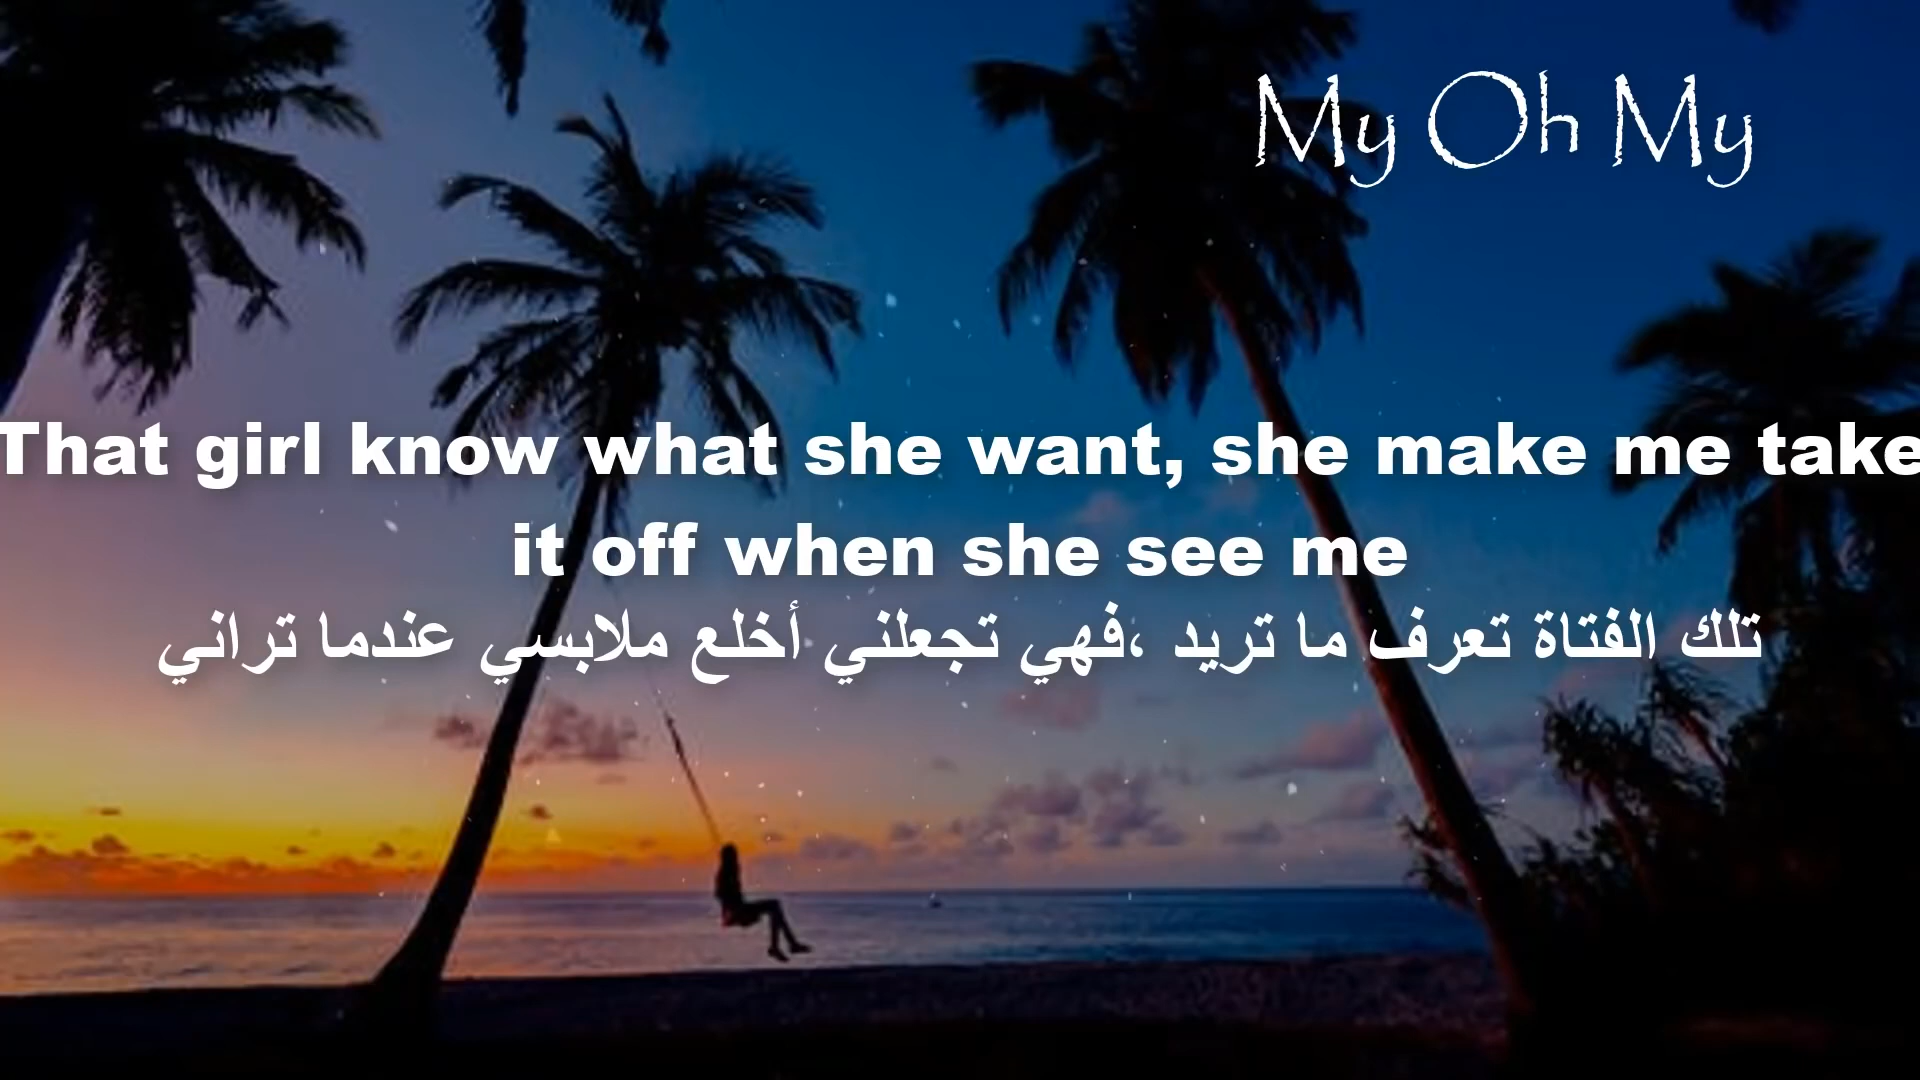 My Oh My
That girl know what she want, she make me take
it off when she see me
تلك الفتاة تعرف ما تريد ،فهي تجعلني أخلع ملابسي عندما تراني